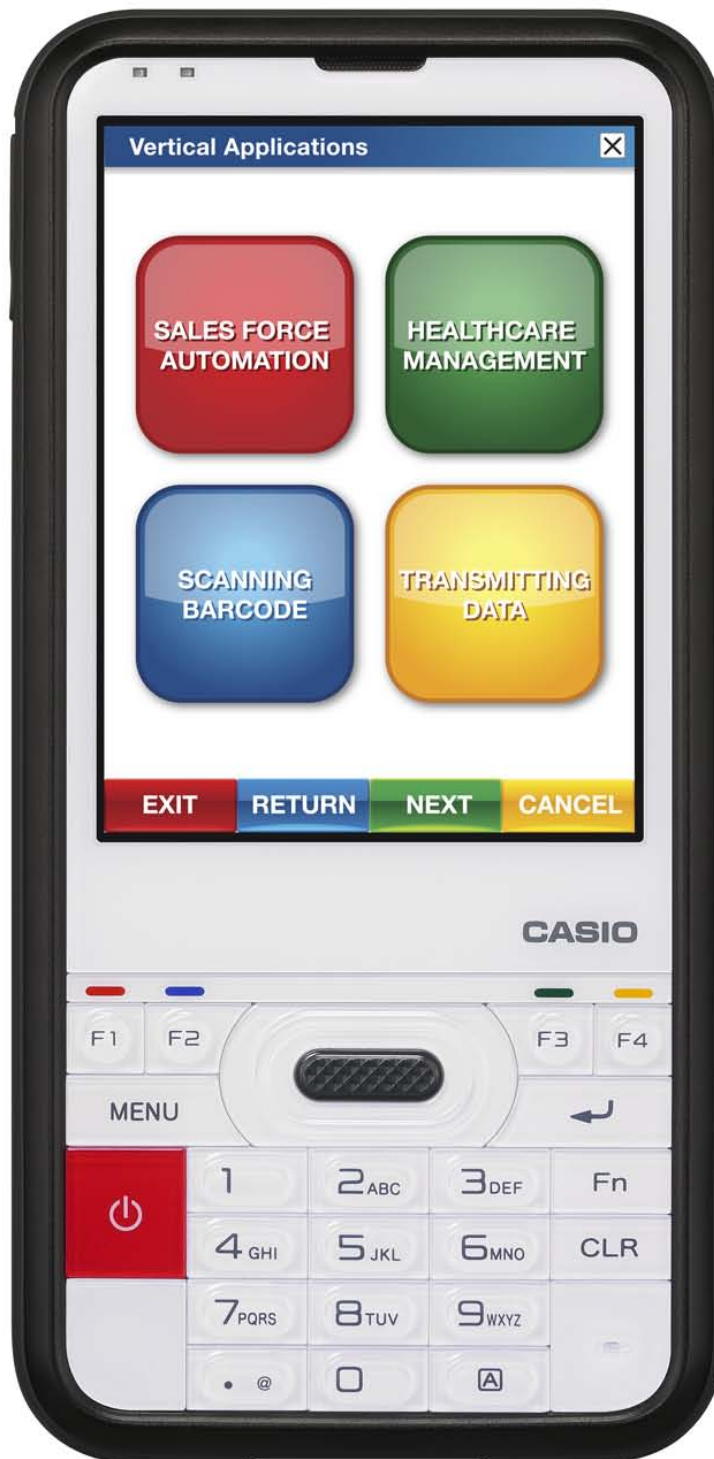 Vertical Applications
SALES FORCE
AUTOMATION
HEALTHCARE
MANAGEMENT
SCANNING
BARCODE
TRANSMITTING
DATA
EXIT RETURN NEXT CANCEL
CASIO
F1 F2 F3 F4
MENU
1 2ABC 3DEF Fn
4GHI 5JKL 6MNO CLR
7PQRS 8TUV 9WXYZ
. @ 0 A